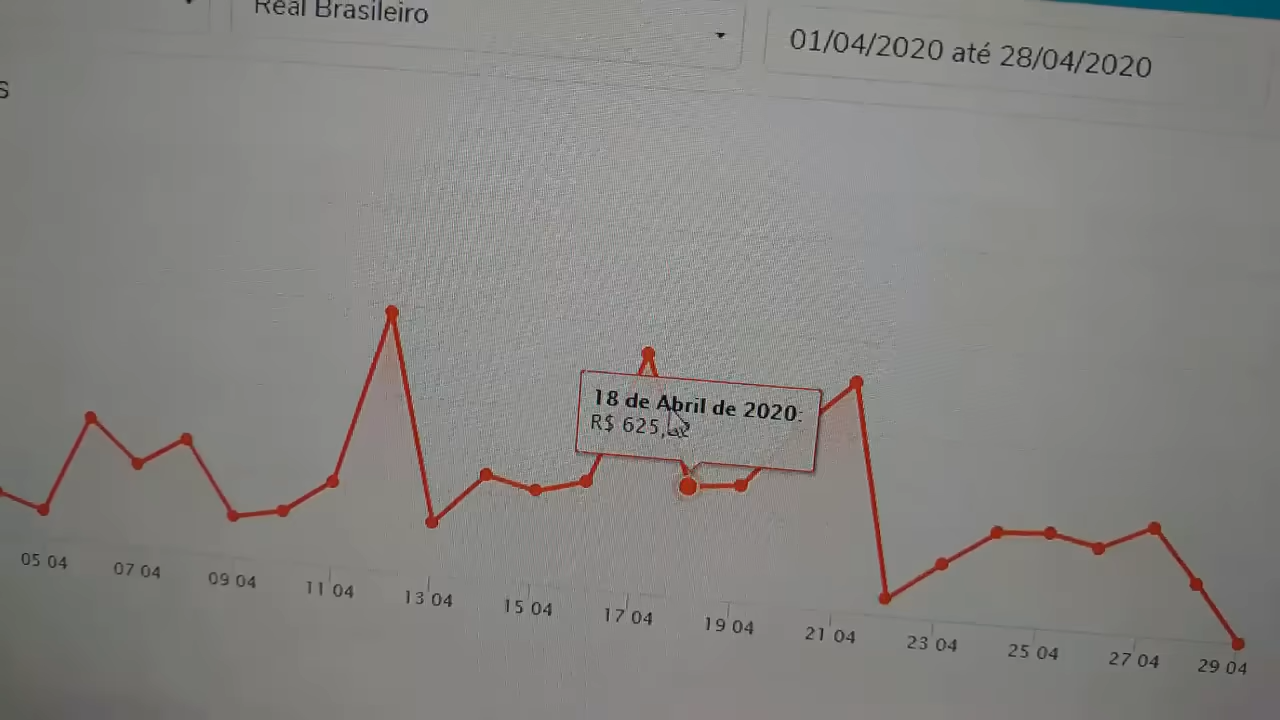 Real Brasileiro
01/04/2020 até 28/04/2020
s
18 de Abril de 2020:
R$ 625,
05 04
07 04
09 04
11 04
13 04
15 04
17 04
19 04
21 04
23 04
25 04
27 04
29 04